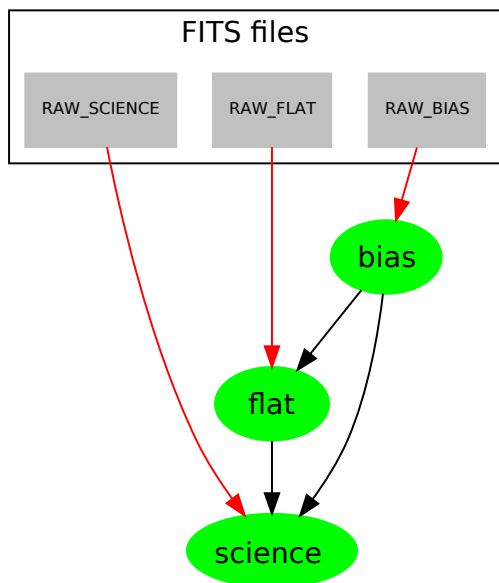 FITS files
RAW_SCIENCE
RAW_FLAT
RAW_BIAS
bias
flat
science